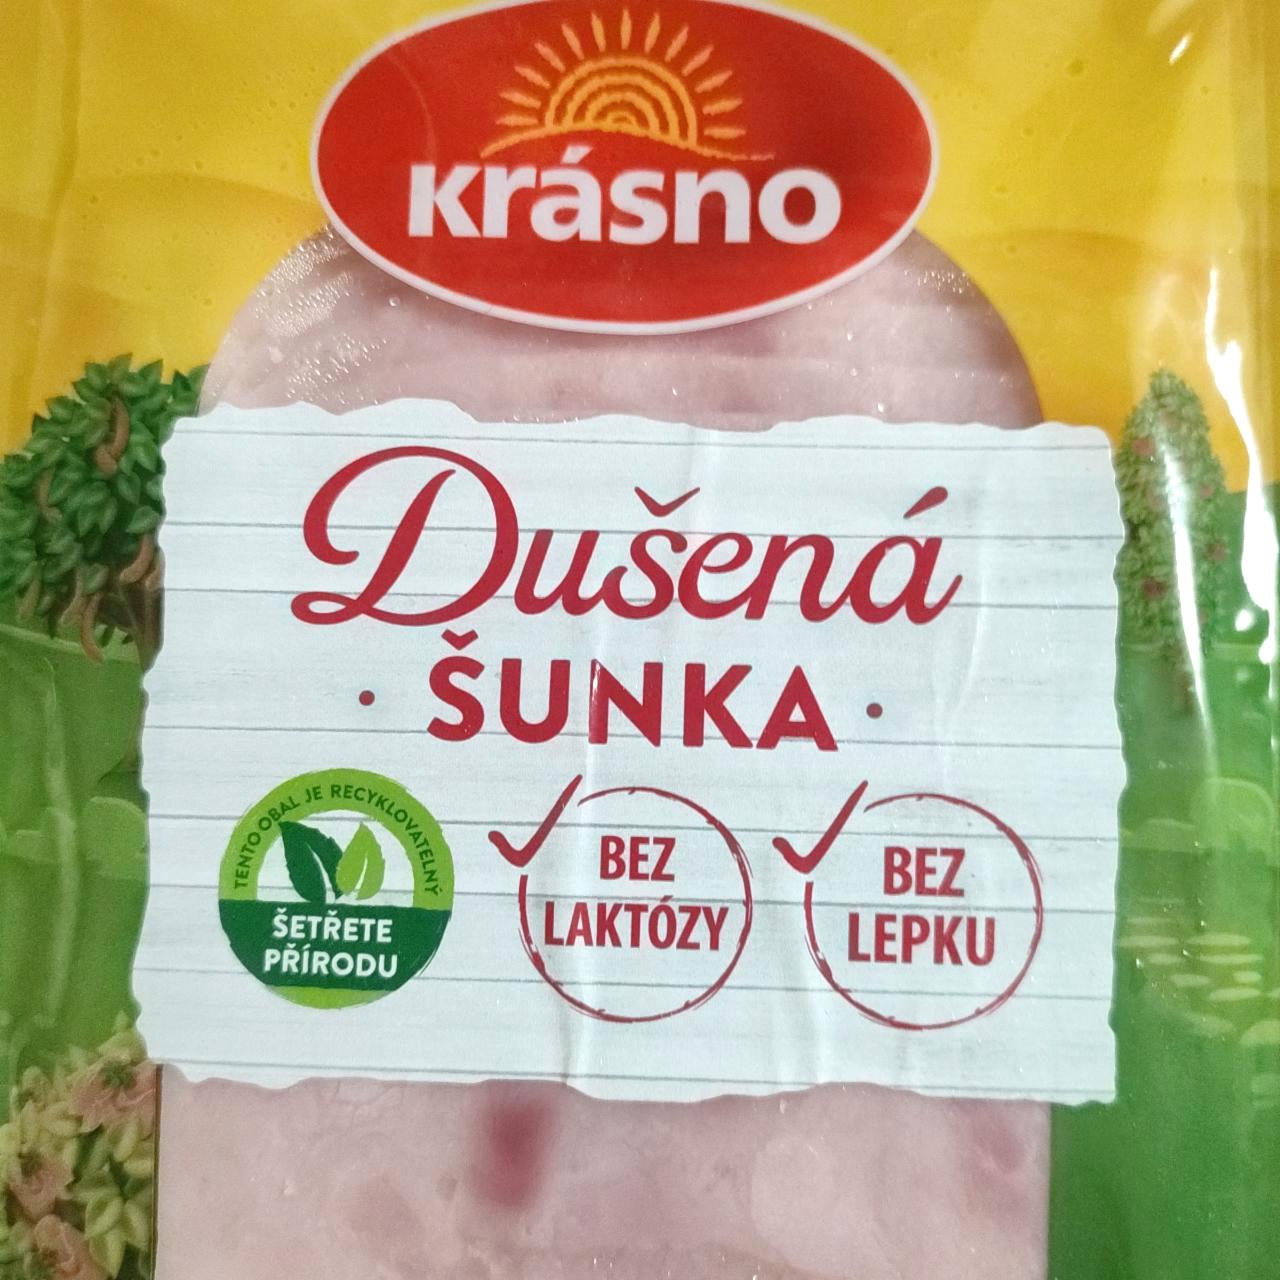 krásno
Dušená
• ŠUNKA •
TENTO OBAL JE RECYKLOVATELNÝ
ŠETŘETE
PŘÍRODU
BEZ
LAKTÓZY
BEZ
LEPKU